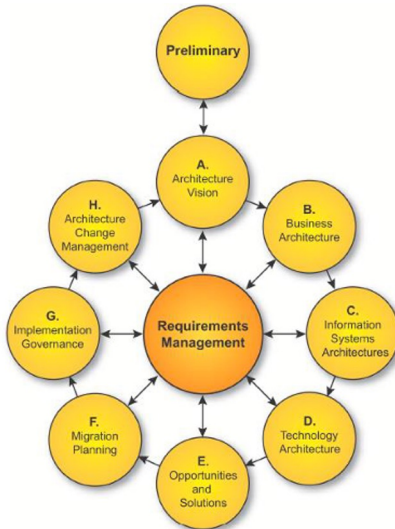 Preliminary
A.
Architecture
Vision
B.
Business
Architecture
C.
Information
Systems
Architectures
D.
Technology
Architecture
E.
Opportunities
and
Solutions
F.
Migration
Planning
G.
Implementation
Governance
H.
Architecture
Change
Management
Requirements
Management